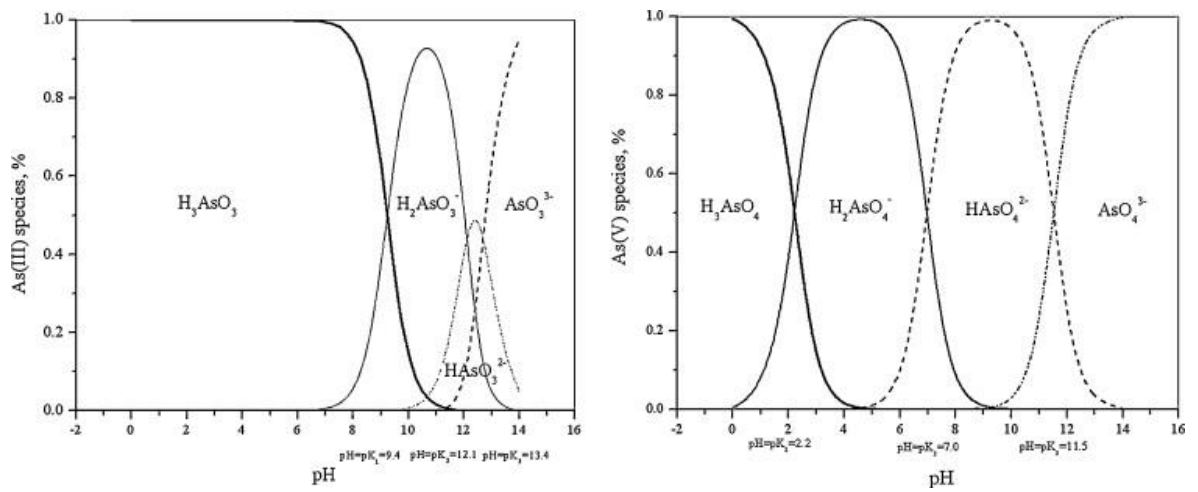 1.0
0.8
0.6
0.4
0.2
0.0
As(III) species, %
H₃AsO₃
H₂AsO₃⁻
AsO₃³⁻
HAsO₃²⁻
-2 0 2 4 6 8 10 12 14 16
pH=pK₁=9.4 pH=pK₃=12.1 pH=pK₃=13.4
pH
1.0
0.8
0.6
0.4
0.2
0.0
As(V) species, %
H₃AsO₄
H₂AsO₄⁻
HAsO₄²⁻
AsO₄³⁻
-2 0 2 4 6 8 10 12 14 16
pH=pK₃=2.2 pH=pK₃=7.0 pH=pK₃=11.5
pH